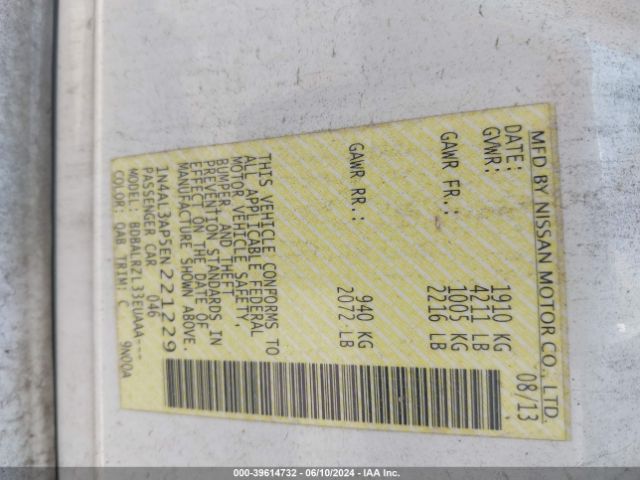 MFD BY NISSAN MOTOR CO., LTD.
DATE: 08/13
GVWR: 1910 KG
4211 LB
GAWR FR.: 1005 KG
2216 LB
GAWR RR.: 940 KG
2072 LB
THIS VEHICLE CONFORMS TO
ALL APPLICABLE FEDERAL
MOTOR VEHICLE SAFETY,
BUMPER, AND THEFT
PREVENTION STANDARDS IN
EFFECT ON THE DATE OF
MANUFACTURE SHOWN ABOVE.
1N4AL3AP5EN221229
PASSENGER CAR 046
MODEL: BDBALRZL33EUAAA--
COLOR: QAB TRIM: C 9N00A
000-39614732 - 06/10/2024 - IAA Inc.